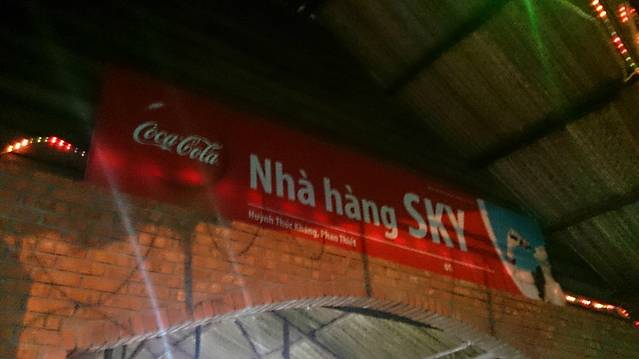 Coca-Cola
Nhà hàng SKY
Huỳnh Thúc Kháng, Phan Thiết